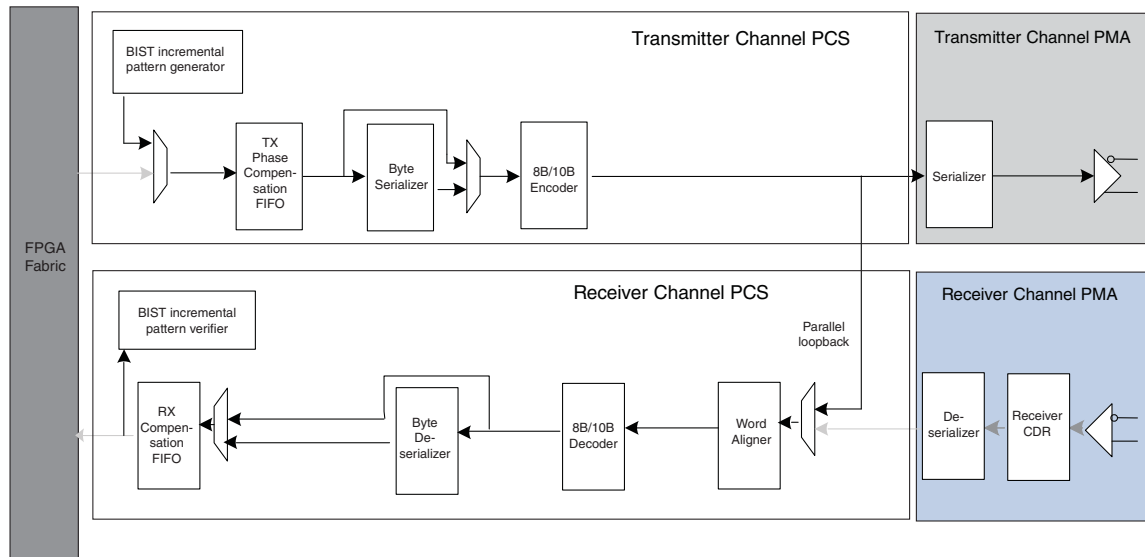 Transmitter Channel PCS
Transmitter Channel PMA
BIST incremental
pattern generator
TX
Phase
Compen-
sation
FIFO
Byte
Serializer
8B/10B
Encoder
Serializer
FPGA
Fabric
Receiver Channel PCS
Receiver Channel PMA
BIST incremental
pattern verifier
Parallel
loopback
RX
Compen-
sation
FIFO
Byte
De-
serializer
8B/10B
Decoder
Word
Aligner
De-
serializer
Receiver
CDR